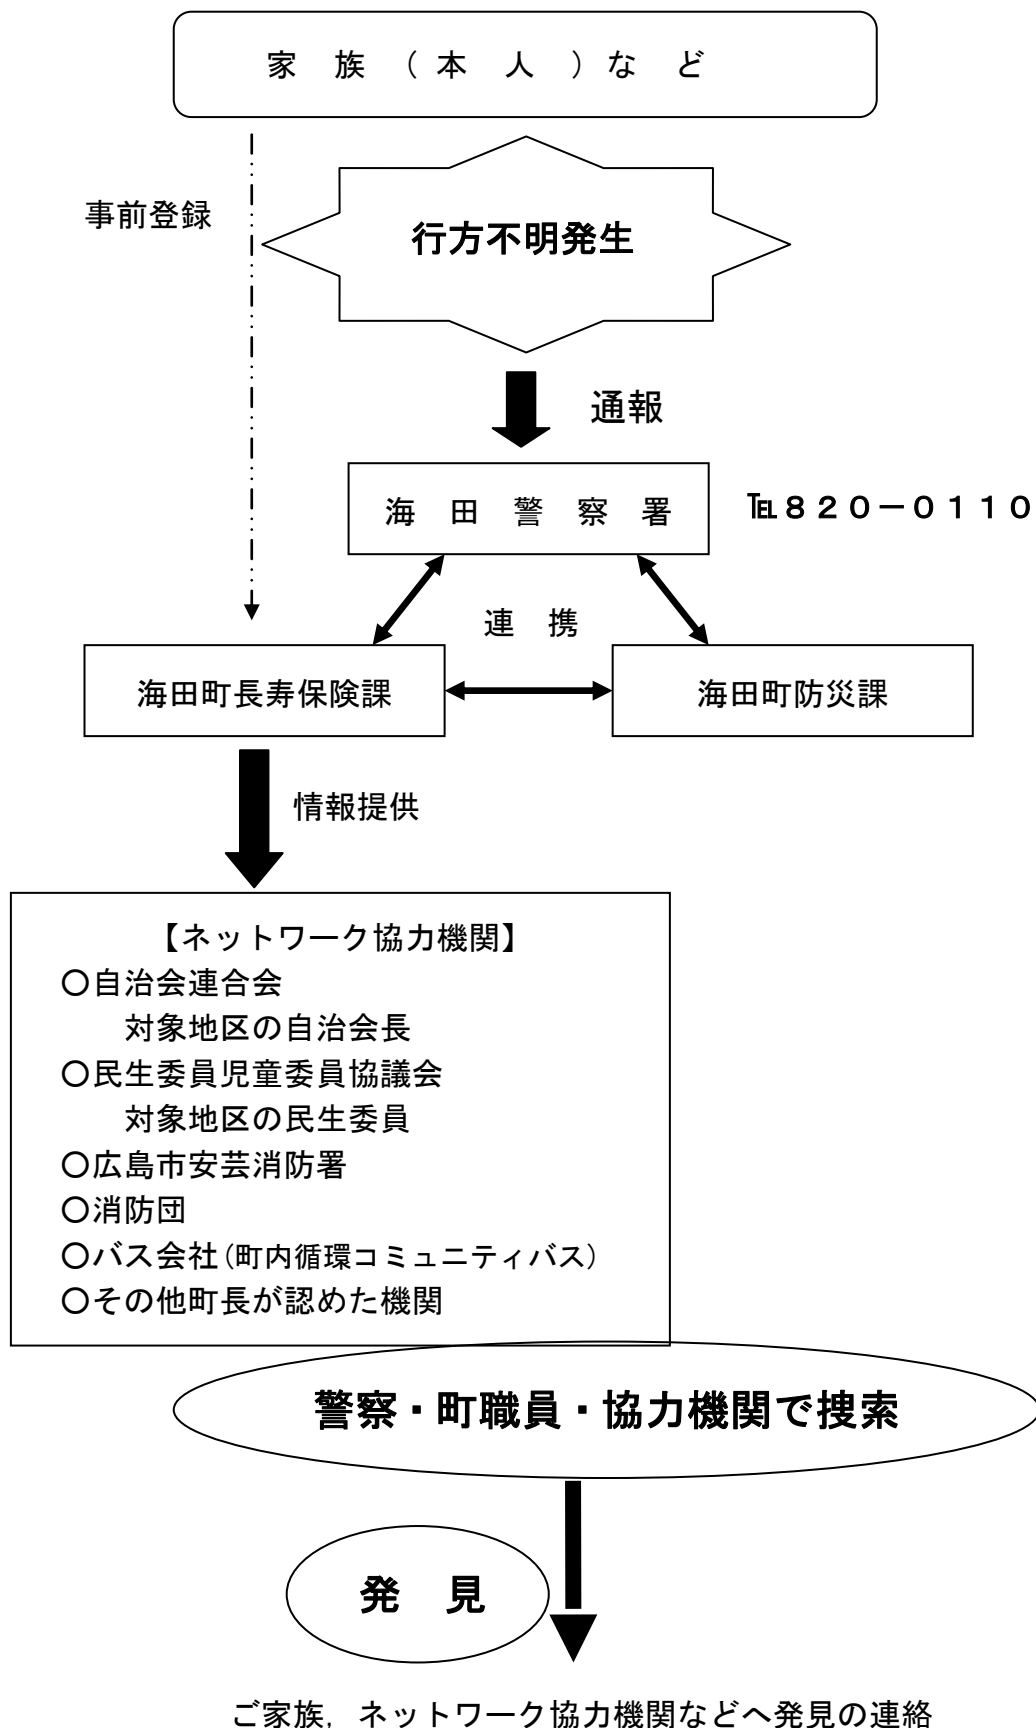 家　族　（本　人　）な　ど
事前登録
行方不明発生
通報
海　田　警　察　署
℡８２０－０１１０
連　携
海田町長寿保険課
海田町防災課
情報提供
【ネットワーク協力機関】
〇自治会連合会
対象地区の自治会長
〇民生委員児童委員協議会
対象地区の民生委員
〇広島市安芸消防署
〇消防団
〇バス会社(町内循環コミュニティバス)
〇その他町長が認めた機関
警察・町職員・協力機関で捜索
発　見
ご家族，ネットワーク協力機関などへ発見の連絡